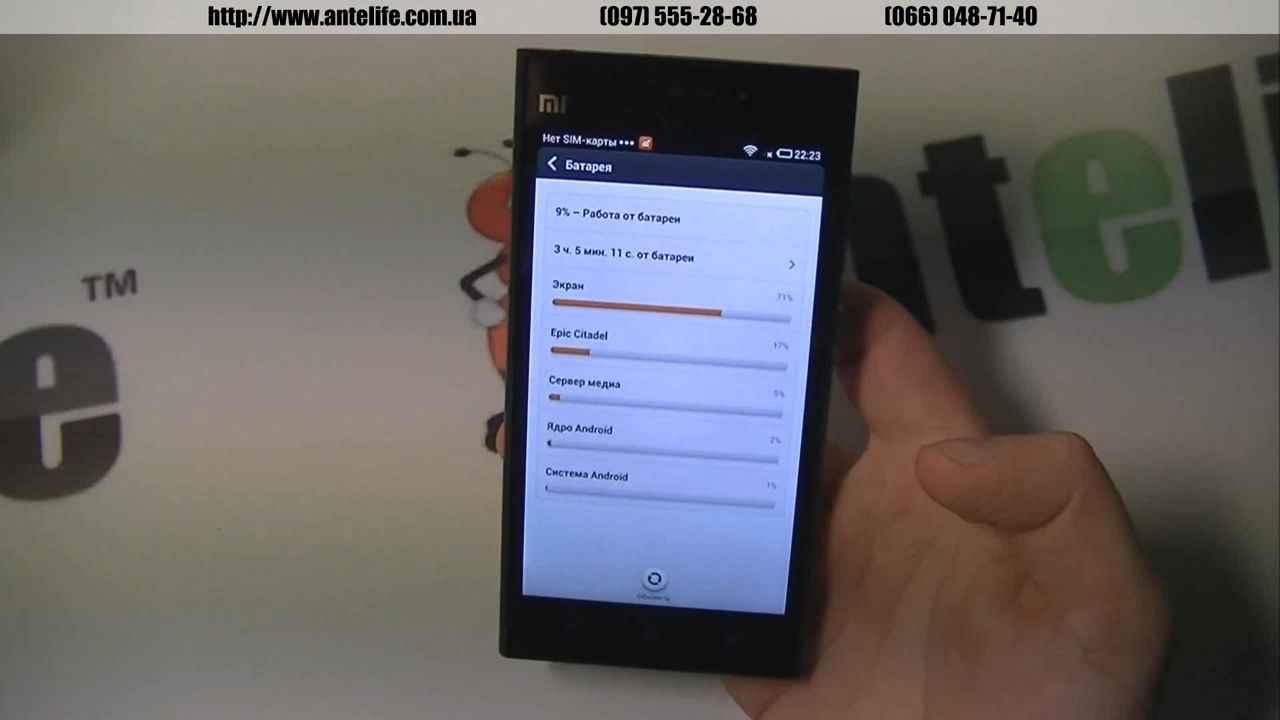 http://www.antelife.com.ua (097) 555-28-68 (066) 048-71-40
mi
Нет SIM-карты ••• 22:23
Батарея
9% – Работа от батареи
3 ч. 5 мин. 11 с. от батареи
Экран 71%
Epic Citadel 17%
Сервер медиа 5%
Ядро Android 2%
Система Android 1%
Обновить
TM
e
nteli